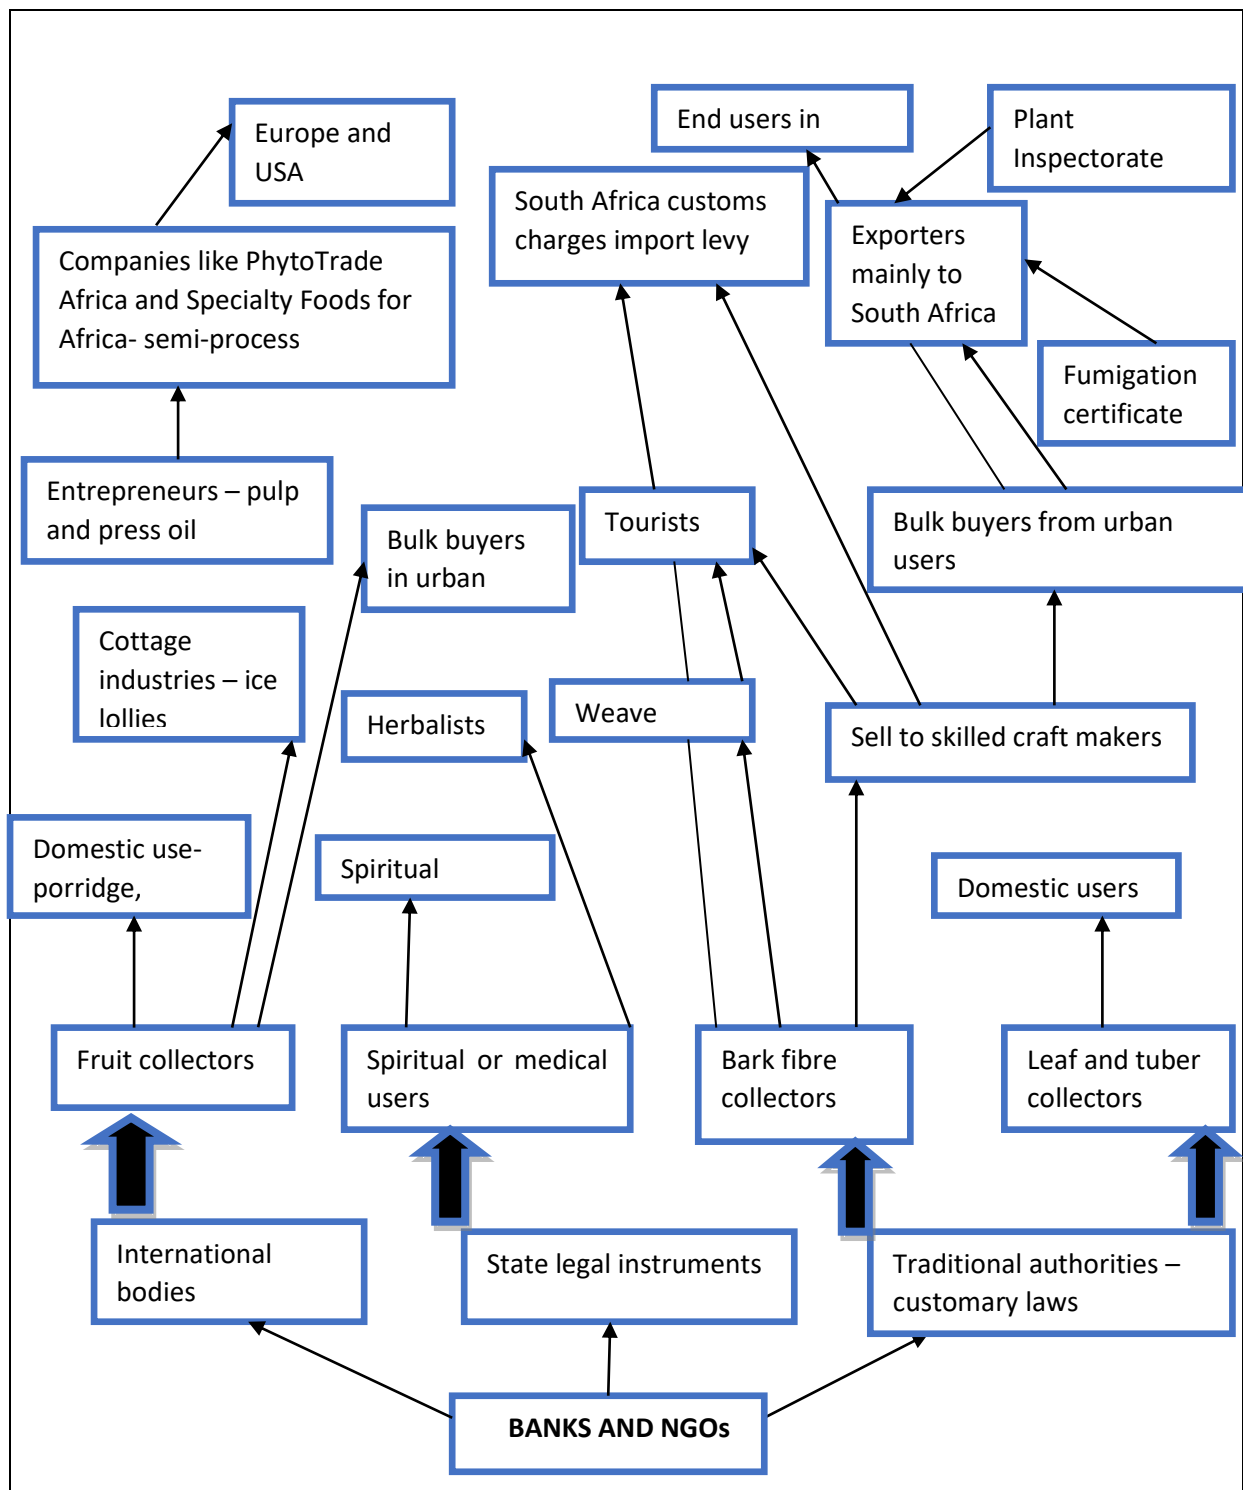 Europe and
USA
End users in
Plant
Inspectorate
South Africa customs
charges import levy
Exporters
mainly to
South Africa
Companies like PhytoTrade
Africa and Specialty Foods for
Africa- semi-process
Fumigation
certificate
Entrepreneurs – pulp
and press oil
Bulk buyers
in urban
Tourists
Bulk buyers from urban
users
Cottage
industries – ice
lollies
Herbalists
Weave
Sell to skilled craft makers
Domestic use-
porridge,
Spiritual
Domestic users
Fruit collectors
Spiritual or medical
users
Bark fibre
collectors
Leaf and tuber
collectors
International
bodies
State legal instruments
Traditional authorities –
customary laws
BANKS AND NGOs